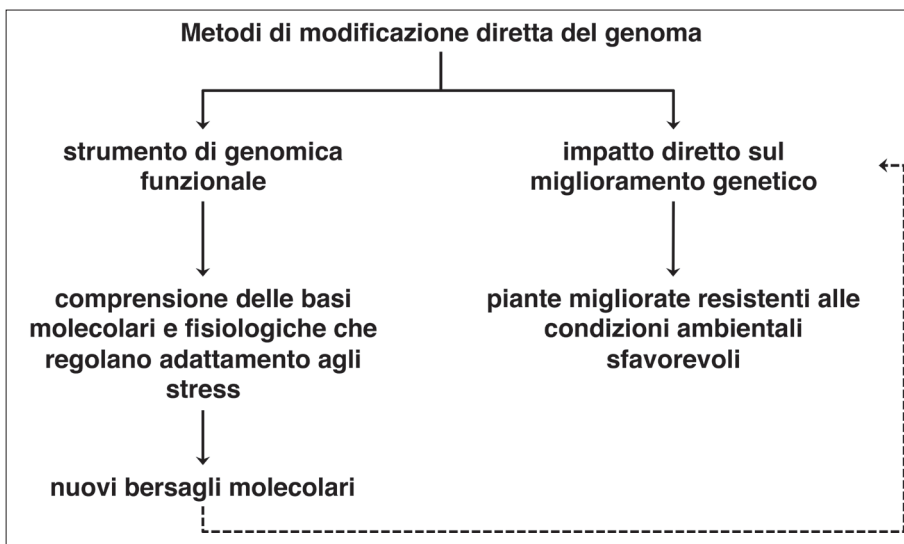 Metodi di modificazione diretta del genoma
strumento di genomica
funzionale
impatto diretto sul
miglioramento genetico
comprensione delle basi
molecolari e fisiologiche che
regolano adattamento agli
stress
piante migliorate resistenti alle
condizioni ambientali
sfavorevoli
nuovi bersagli molecolari